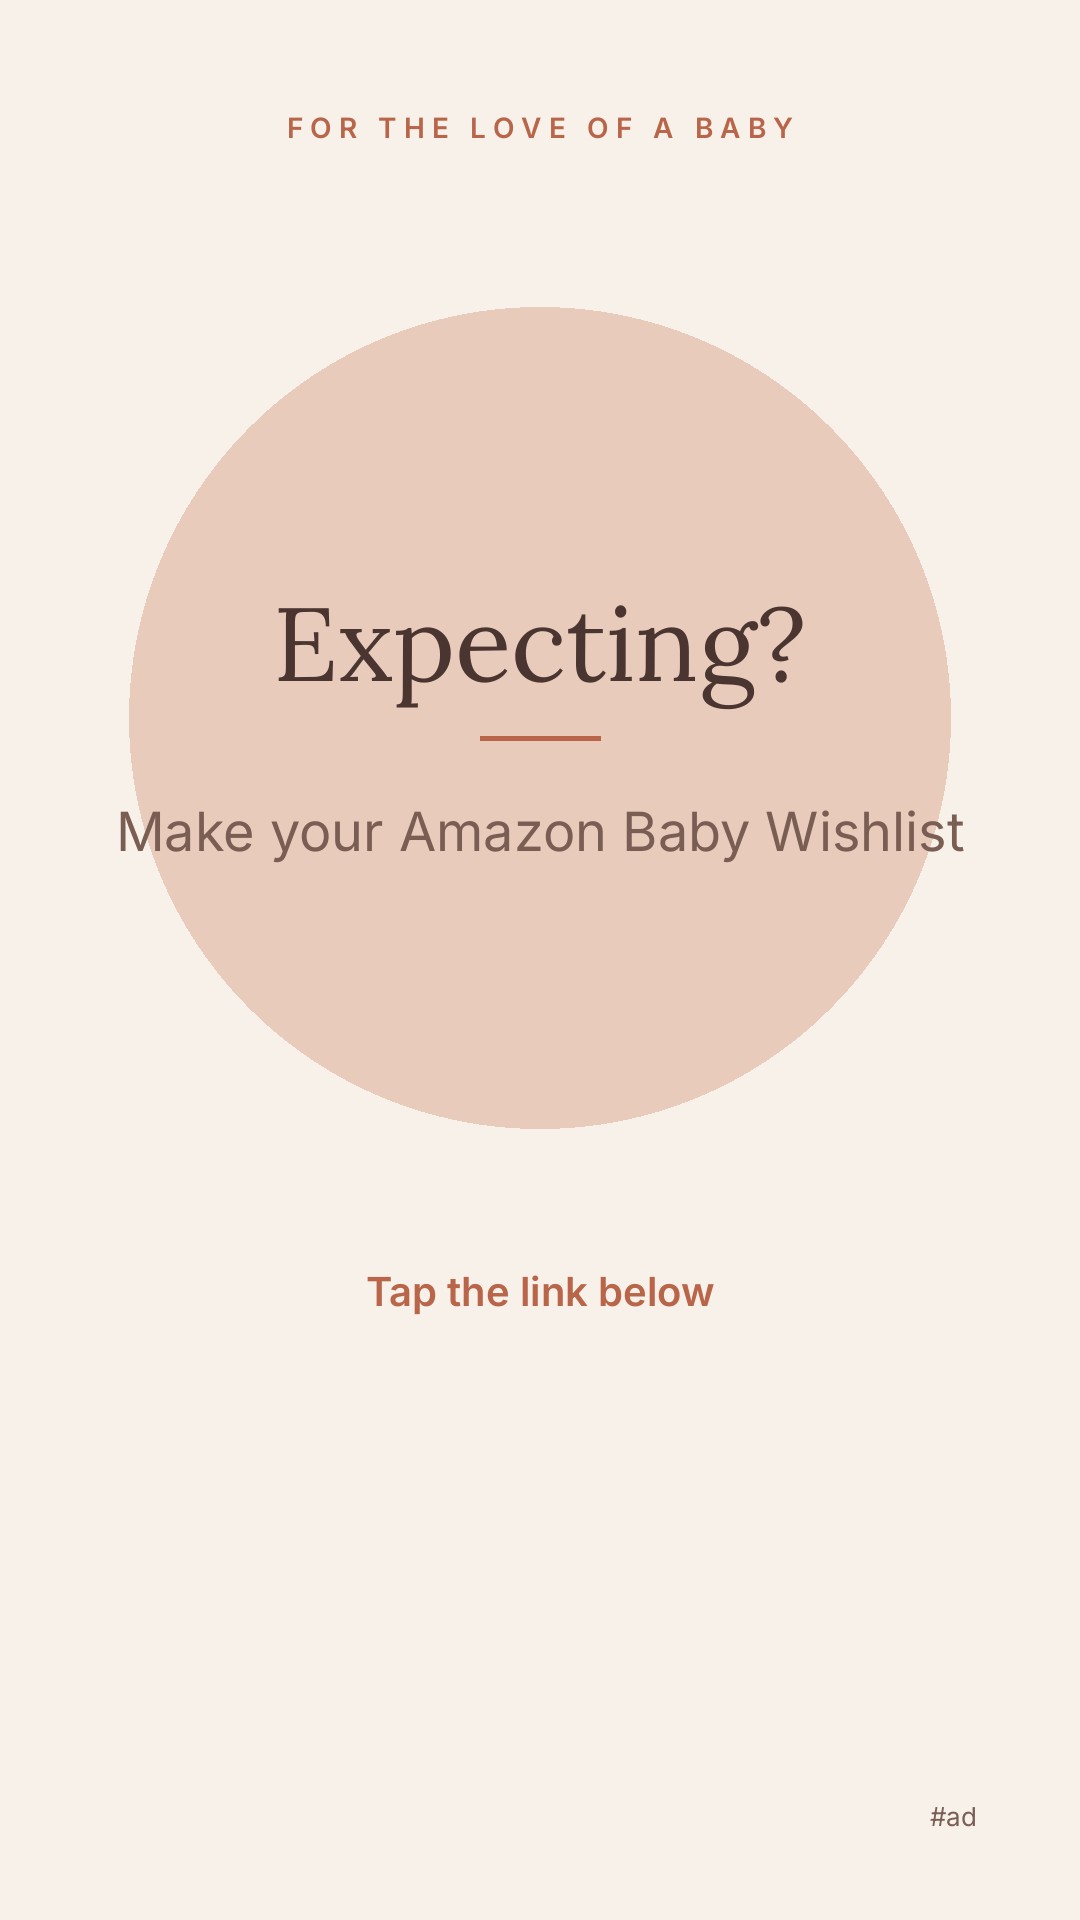 FOR THE LOVE OF A BABY
Expecting?
Make your Amazon Baby Wishlist
Tap the link below
#ad